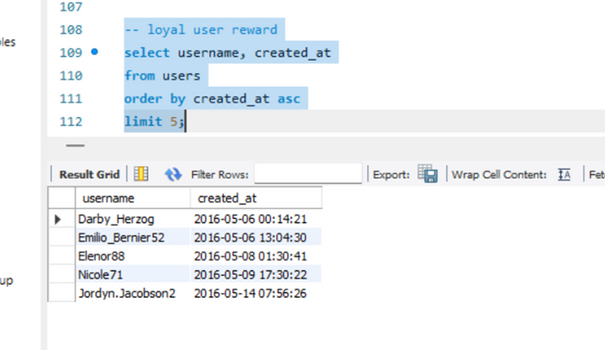 107
108 -- loyal user reward
bles
109 select username, created_at
110 from users
111 order by created_at asc
112 limit 5;
Result Grid Filter Rows: Export: Wrap Cell Content: IA Fet
username created_at
Darby_Herzog 2016-05-06 00:14:21
Emilio_Bernier52 2016-05-06 13:04:30
Elenor88 2016-05-08 01:30:41
up Nicole71 2016-05-09 17:30:22
Jordyn.Jacobson2 2016-05-14 07:56:26